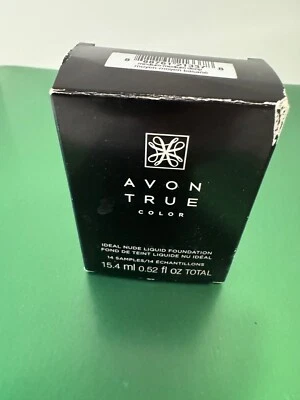 AVON
TRUE
COLOR
IDEAL NUDE LIQUID FOUNDATION
FOND DE TEINT LIQUIDE NU IDÉAL
14 SAMPLES/14 ÉCHANTILLONS
15.4 ml 0.52 fl oz TOTAL